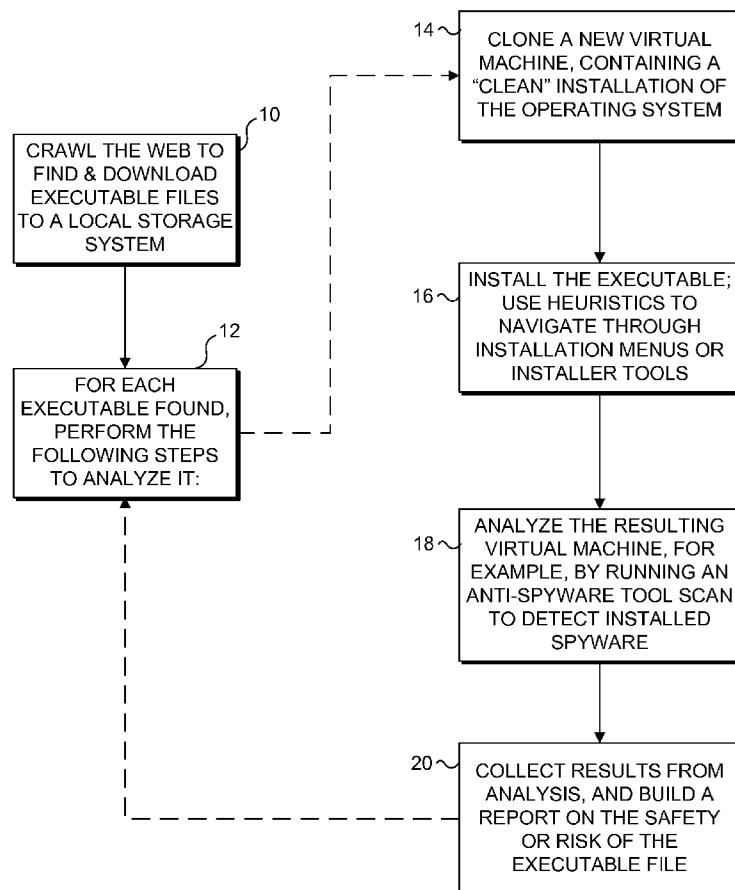 10
CRAWL THE WEB TO
FIND & DOWNLOAD
EXECUTABLE FILES
TO A LOCAL STORAGE
SYSTEM
12
FOR EACH
EXECUTABLE FOUND,
PERFORM THE
FOLLOWING STEPS
TO ANALYZE IT:
14
CLONE A NEW VIRTUAL
MACHINE, CONTAINING A
“CLEAN” INSTALLATION OF
THE OPERATING SYSTEM
16
INSTALL THE EXECUTABLE;
USE HEURISTICS TO
NAVIGATE THROUGH
INSTALLATION MENUS OR
INSTALLER TOOLS
18
ANALYZE THE RESULTING
VIRTUAL MACHINE, FOR
EXAMPLE, BY RUNNING AN
ANTI-SPYWARE TOOL SCAN
TO DETECT INSTALLED
SPYWARE
20
COLLECT RESULTS FROM
ANALYSIS, AND BUILD A
REPORT ON THE SAFETY
OR RISK OF THE
EXECUTABLE FILE